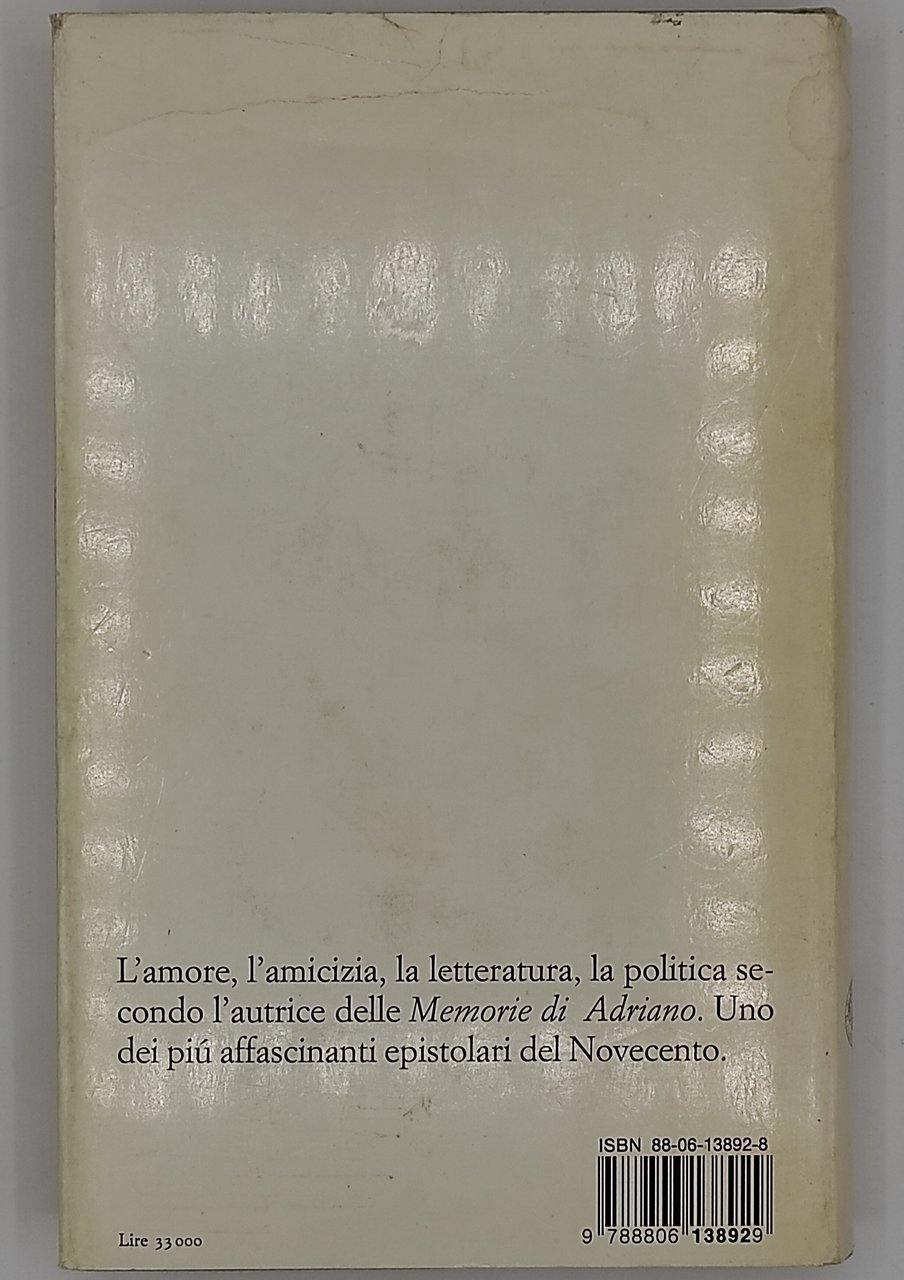 L'amore, l'amicizia, la letteratura, la politica se-
condo l'autrice delle Memorie di Adriano. Uno
dei piú affascinanti epistolari del Novecento.
ISBN 88-06-13892-8
9 788806 138929
Lire 33 000